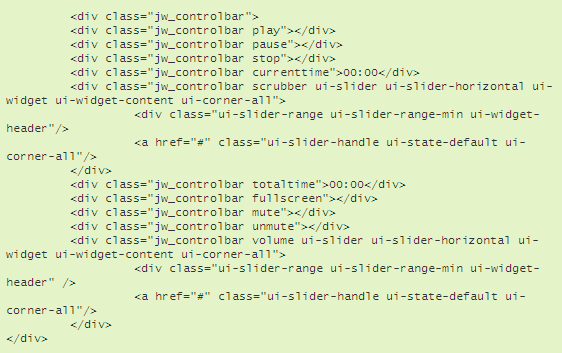 <div class="jw_controlbar">
<div class="jw_controlbar play"></div>
<div class="jw_controlbar pause"></div>
<div class="jw_controlbar stop"></div>
<div class="jw_controlbar currenttime">00:00</div>
<div class="jw_controlbar scrubber ui-slider ui-slider-horizontal ui-
widget ui-widget-content ui-corner-all">
<div class="ui-slider-range ui-slider-range-min ui-widget-
header"/>
<a href="#" class="ui-slider-handle ui-state-default ui-
corner-all"/>
</div>
<div class="jw_controlbar totaltime">00:00</div>
<div class="jw_controlbar fullscreen"></div>
<div class="jw_controlbar mute"></div>
<div class="jw_controlbar unmute"></div>
<div class="jw_controlbar volume ui-slider ui-slider-horizontal ui-
widget ui-widget-content ui-corner-all">
<div class="ui-slider-range ui-slider-range-min ui-widget-
header" />
<a href="#" class="ui-slider-handle ui-state-default ui-
corner-all"/>
</div>
</div>